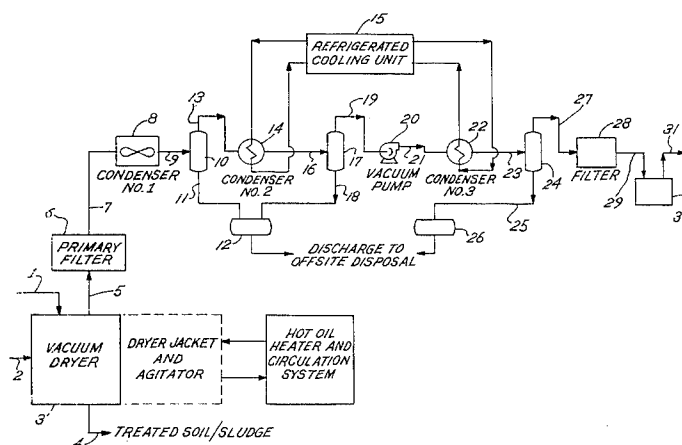 15
REFRIGERATED
COOLING UNIT
13
19
20
27
8
14
22
28
31
9
10
16
17
21
23
24
FILTER
CONDENSER
NO.1
CONDENSER
NO.2
VACUUM
PUMP
CONDENSER
NO.3
29
11
18
25
7
12
26
6
PRIMARY
FILTER
DISCHARGE TO
OFFSITE DISPOSAL
1
5
VACUUM
DRYER
DRYER JACKET
AND
AGITATOR
HOT OIL
HEATER AND
CIRCULATION
SYSTEM
2
3'
4
TREATED SOIL/SLUDGE